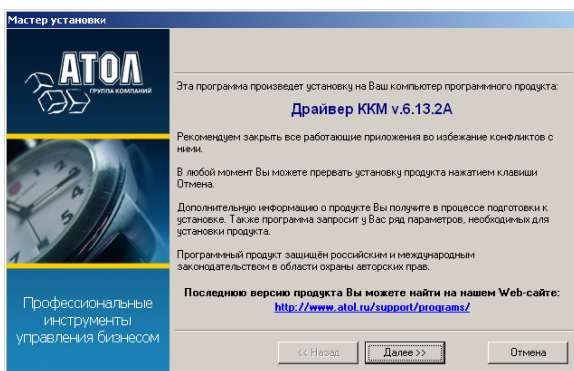 Мастер установки
АТОЛ
ГРУППА КОМПАНИЙ
Эта программа произведет установку на Ваш компьютер программного продукта:
Драйвер ККМ v.6.13.2A
Рекомендуем закрыть все работающие приложения во избежание конфликтов с
ними.
В любой момент Вы можете прервать установку продукта нажатием клавиши
Отмена.
Дополнительную информацию о продукте Вы получите в процессе подготовки к
установке. Также программа запросит у Вас ряд параметров, необходимых для
установки продукта.
Программный продукт защищён российским и международным
законодательством в области охраны авторских прав.
Последнюю версию продукта Вы можете найти на нашем Web-сайте:
http://www.atol.ru/support/programs/
Профессиональные
инструменты
управления бизнесом
<< Назад
Далее >>
Отмена